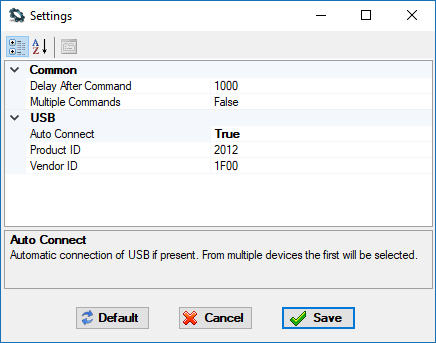 Settings
A Z
Common
Delay After Command 1000
Multiple Commands False
USB
Auto Connect True
Product ID 2012
Vendor ID 1F00
Auto Connect
Automatic connection of USB if present. From multiple devices the first will be selected.
Default Cancel Save